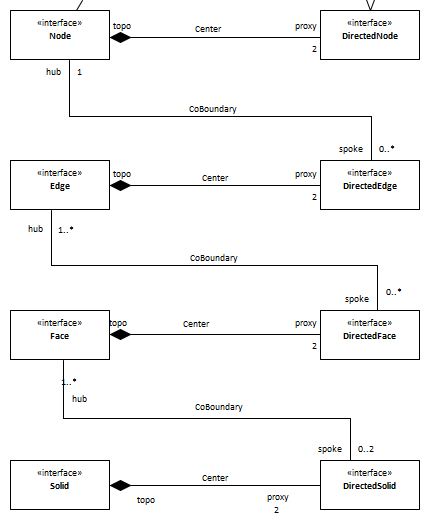 «interface»
Node
topo
Center
proxy
2
«interface»
DirectedNode
hub
1
CoBoundary
spoke
0..*
«interface»
Edge
topo
Center
proxy
2
«interface»
DirectedEdge
hub
1..*
CoBoundary
0..*
spoke
«interface»
Face
topo
Center
proxy
2
«interface»
DirectedFace
1..*
hub
CoBoundary
spoke
0..2
«interface»
Solid
topo
Center
proxy
2
«interface»
DirectedSolid